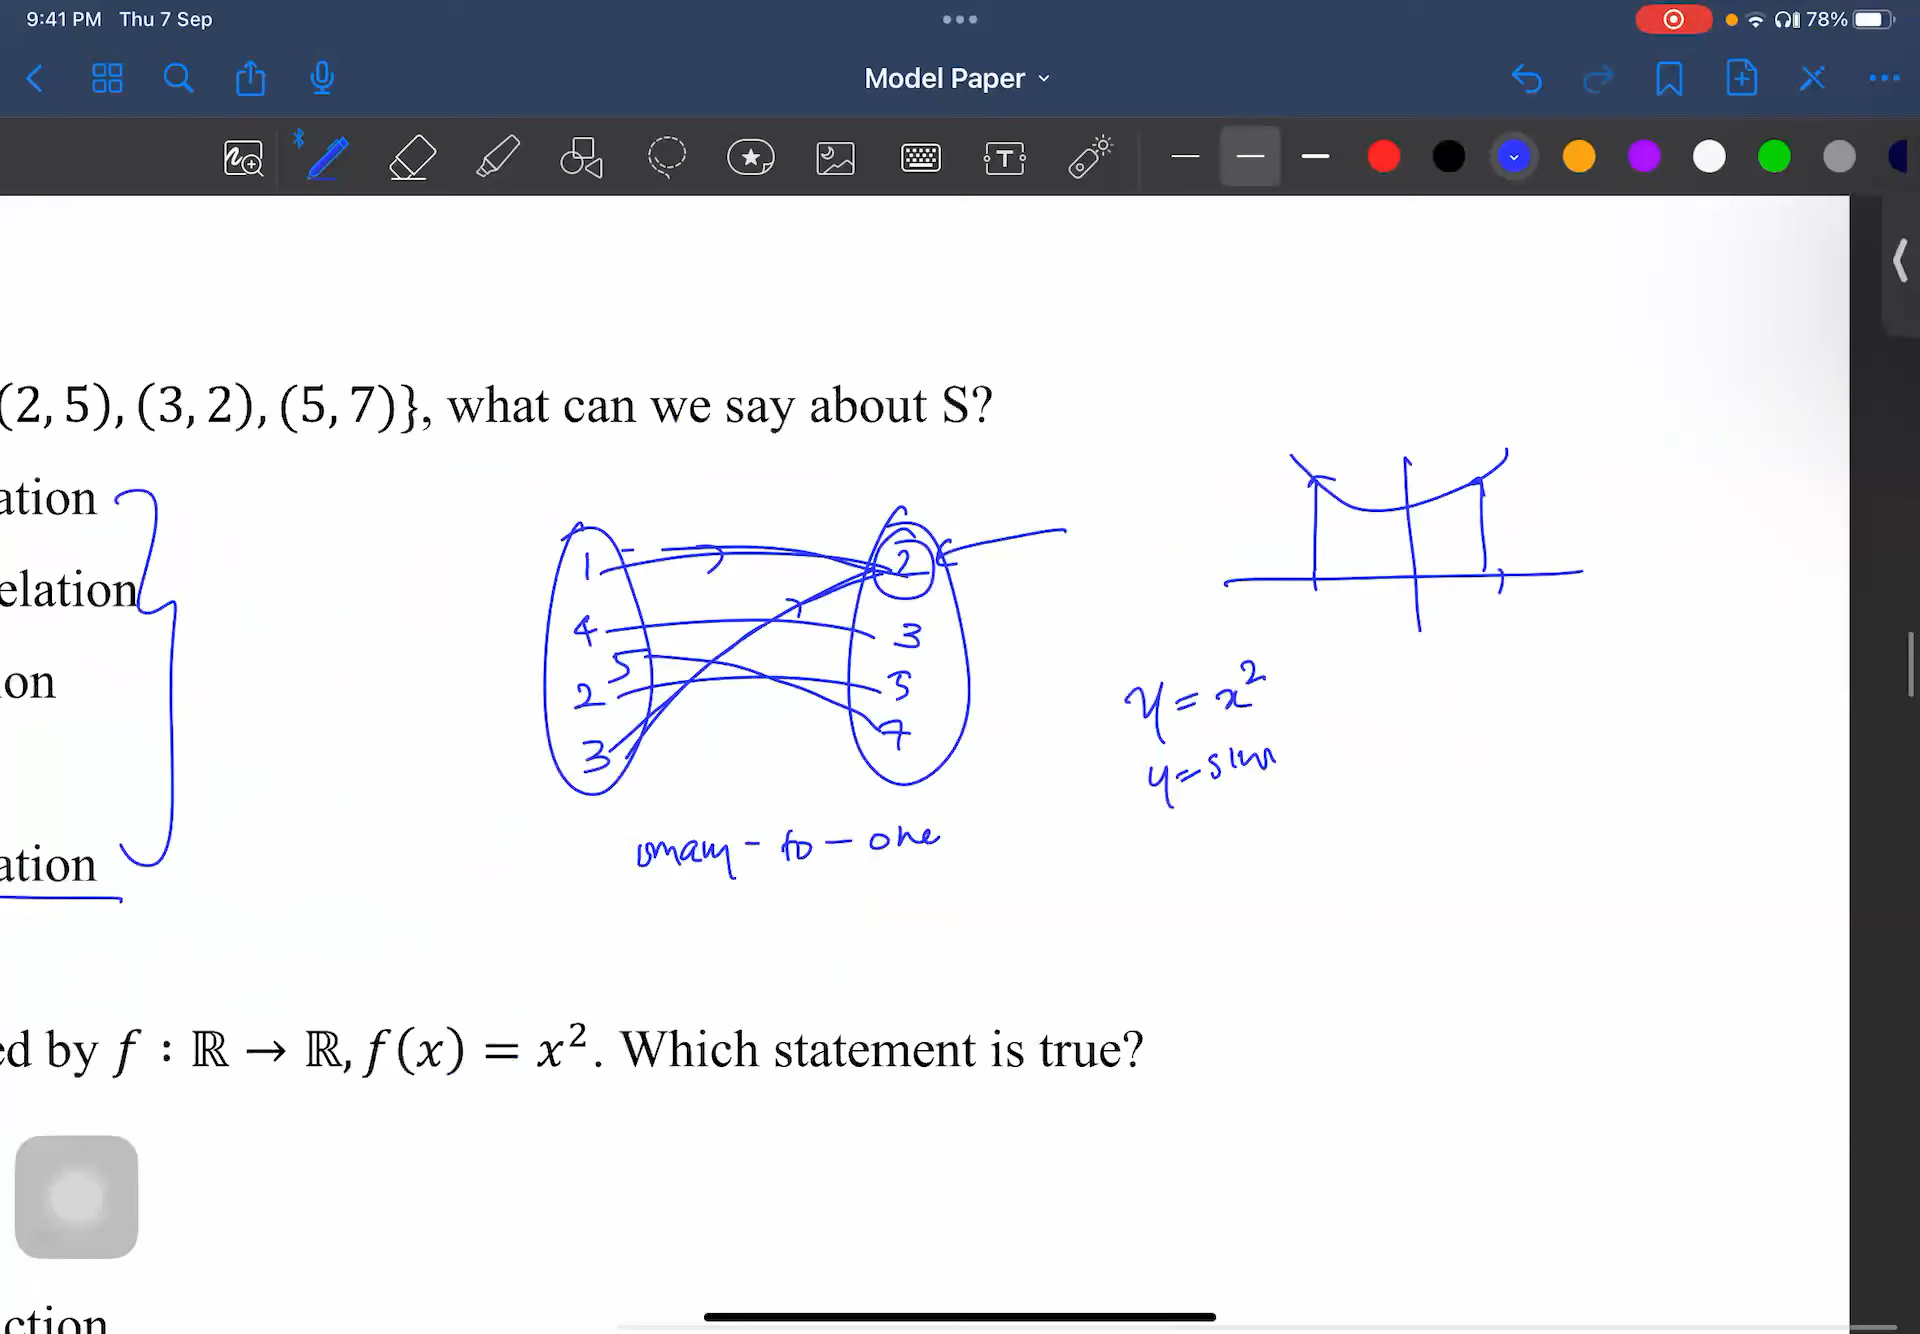 9:41 PM Thu 7 Sep
78%
Model Paper
(2, 5), (3, 2), (5, 7)}, what can we say about S?
ation
elation
on
ation
1
4
5
2
3
2
3
5
7
many - to - one
y = x²
y = sin
ed by f : ℝ → ℝ, f(x) = x². Which statement is true?
ction